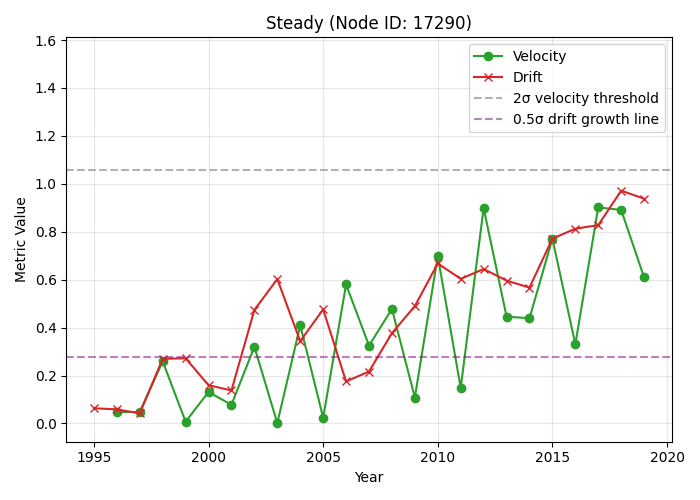 Steady (Node ID: 17290)
Velocity
Drift
2σ velocity threshold
0.5σ drift growth line
Metric Value
1.6
1.4
1.2
1.0
0.8
0.6
0.4
0.2
0.0
1995
2000
2005
2010
2015
2020
Year